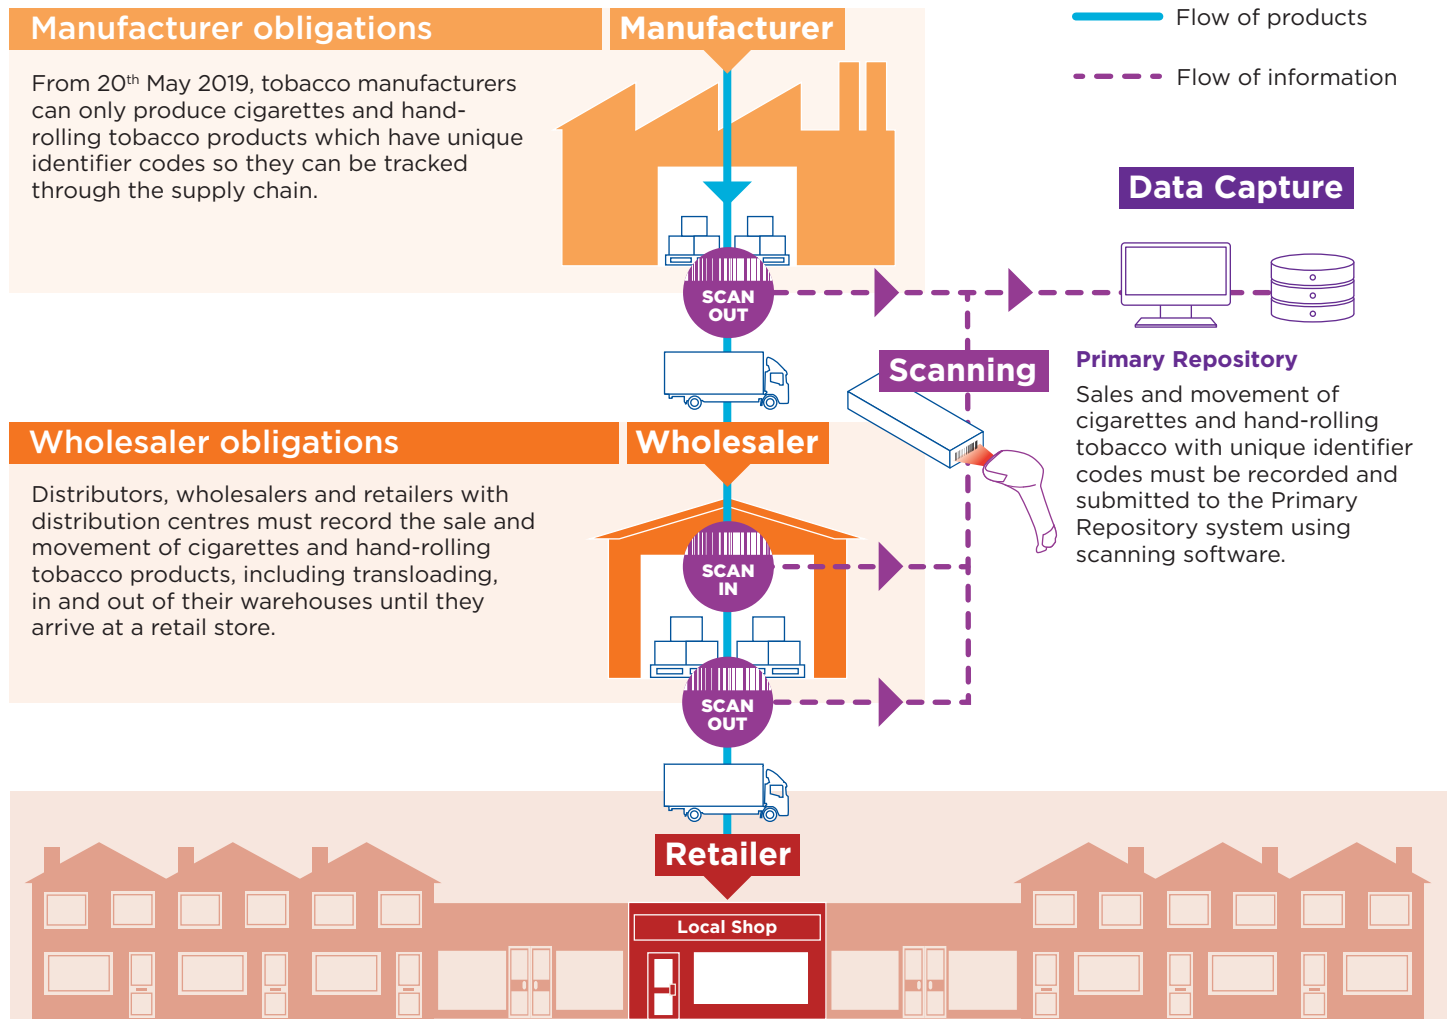 Manufacturer obligations
Manufacturer
Flow of products
Flow of information
From 20th May 2019, tobacco manufacturers
can only produce cigarettes and hand-
rolling tobacco products which have unique
identifier codes so they can be tracked
through the supply chain.
Data Capture
SCAN
OUT
Scanning
Primary Repository
Sales and movement of
cigarettes and hand-rolling
tobacco with unique identifier
codes must be recorded and
submitted to the Primary
Repository system using
scanning software.
Wholesaler obligations
Wholesaler
Distributors, wholesalers and retailers with
distribution centres must record the sale and
movement of cigarettes and hand-rolling
tobacco products, including transloading,
in and out of their warehouses until they
arrive at a retail store.
SCAN
IN
SCAN
OUT
Retailer
Local Shop